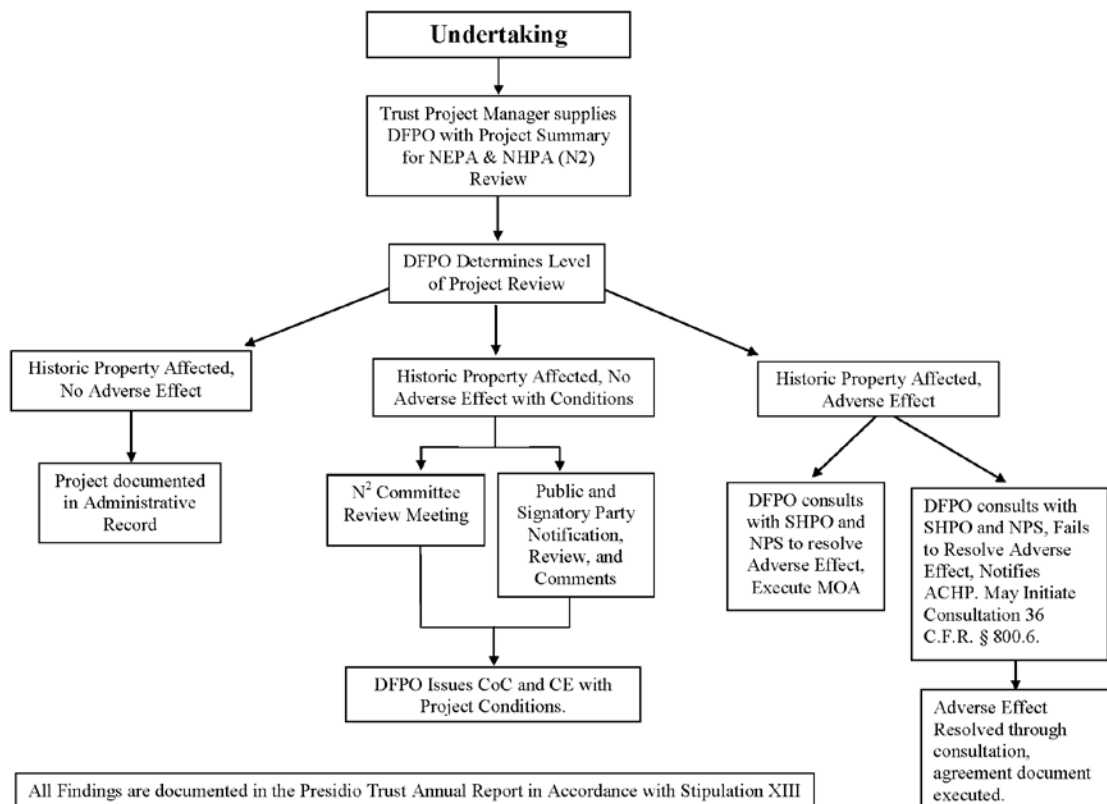 Undertaking
Trust Project Manager supplies
DFPO with Project Summary
for NEPA & NHPA (N2)
Review
DFPO Determines Level
of Project Review
Historic Property Affected,
No Adverse Effect
Historic Property Affected, No
Adverse Effect with Conditions
Historic Property Affected,
Adverse Effect
Project documented
in Administrative
Record
N² Committee
Review Meeting
Public and
Signatory Party
Notification,
Review, and
Comments
DFPO consults
with SHPO and
NPS to resolve
Adverse Effect,
Execute MOA
DFPO consults with
SHPO and NPS, Fails
to Resolve Adverse
Effect, Notifies
ACHP. May Initiate
Consultation 36
C.F.R. § 800.6.
DFPO Issues CoC and CE with
Project Conditions.
Adverse Effect
Resolved through
consultation,
agreement document
executed.
All Findings are documented in the Presidio Trust Annual Report in Accordance with Stipulation XIII